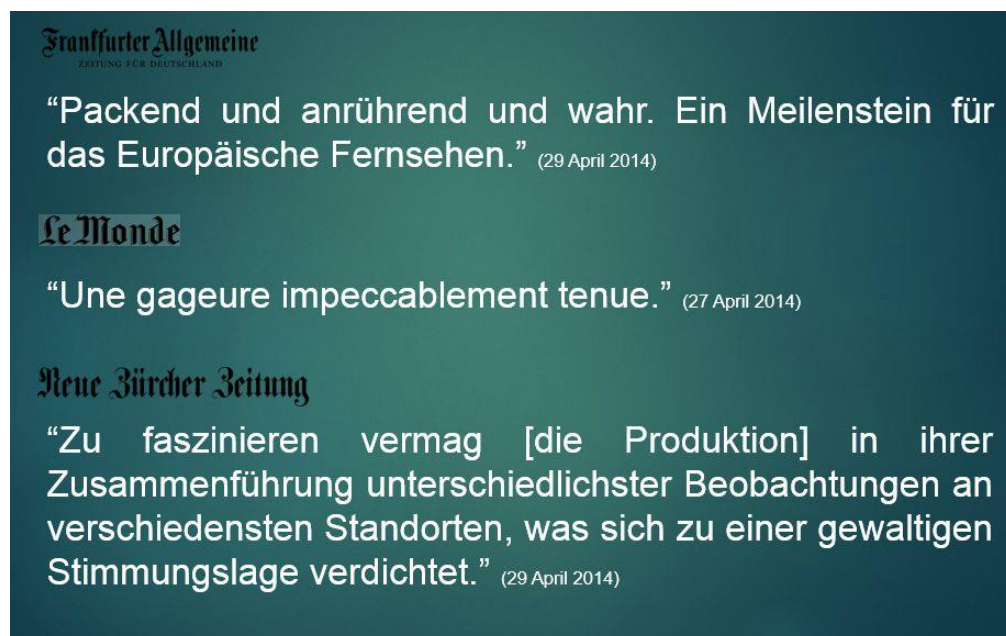 Frankfurter Allgemeine
ZEITUNG FÜR DEUTSCHLAND
“Packend und anrührend und wahr. Ein Meilenstein für
das Europäische Fernsehen.” (29 April 2014)
Le Monde
“Une gageure impeccablement tenue.” (27 April 2014)
Neue Zürcher Zeitung
“Zu faszinieren vermag [die Produktion] in ihrer
Zusammenführung unterschiedlichster Beobachtungen an
verschiedensten Standorten, was sich zu einer gewaltigen
Stimmungslage verdichtet.” (29 April 2014)